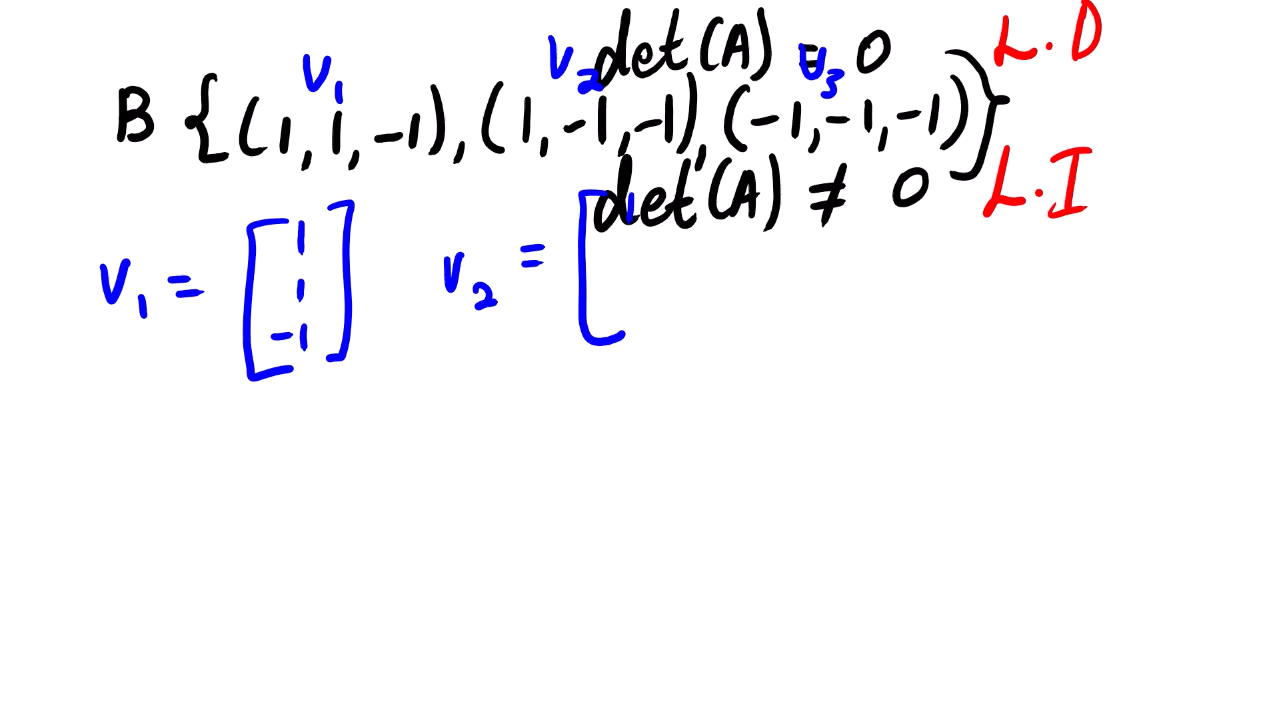 det(A) = 0 L.D
v₁ v₂ v₃
B {(1, 1, -1), (1, -1, -1), (-1, -1, -1)}
det(A) ≠ 0 L.I
v₁ = [1 1 -1] v₂ = [1